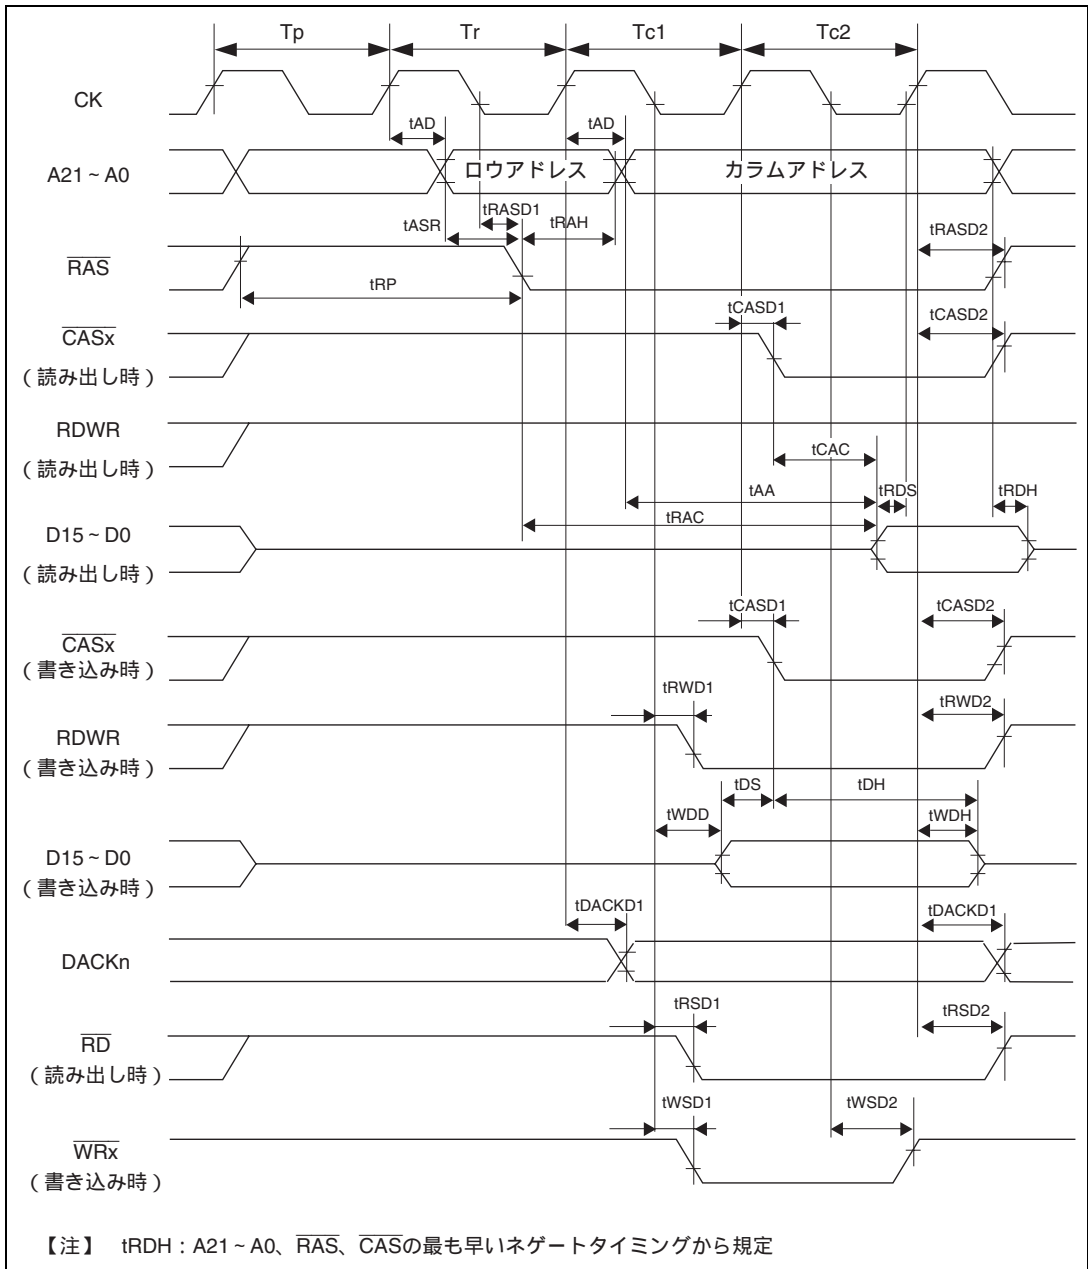 Tp Tr Tc1 Tc2
CK
tAD tAD
A21~A0 ロウアドレス カラムアドレス
tASR tRASD1 tRAH tRASD2
RAS
tRP
tCASD1 tCASD2
CASx
(読み出し時)
RDWR
(読み出し時)
tCAC
tAA tRDS tRDH
tRAC
D15~D0
(読み出し時)
tCASD1 tCASD2
CASx
(書き込み時)
tRWD1 tRWD2
RDWR
(書き込み時)
tDS tDH
tWDD tWDH
D15~D0
(書き込み時)
tDACKD1 tDACKD1
DACKn
tRSD1 tRSD2
RD
(読み出し時)
tWSD1 tWSD2
WRx
(書き込み時)
【注】 tRDH:A21~A0、RAS、CASの最も早いネゲートタイミングから規定